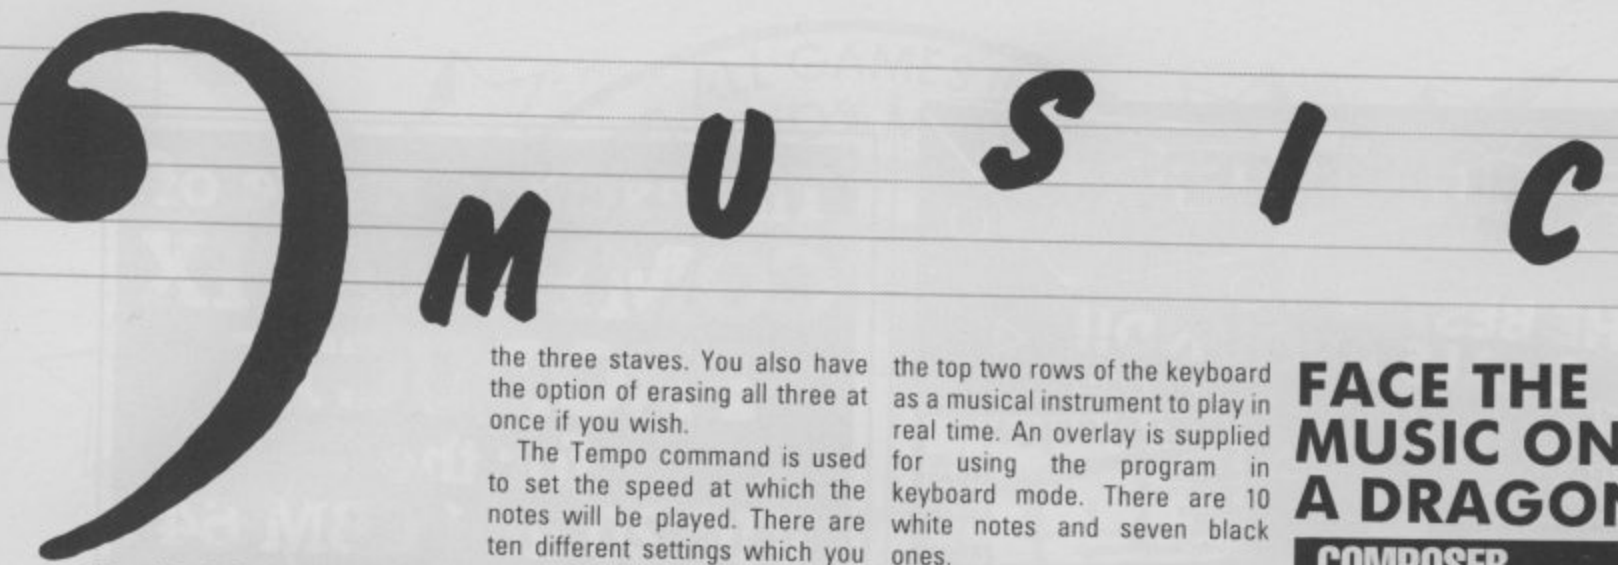 MUSIC
the three staves. You also have
the option of erasing all three at
once if you wish.
The Tempo command is used
to set the speed at which the
notes will be played. There are
ten different settings which you
the top two rows of the keyboard
as a musical instrument to play in
real time. An overlay is supplied
for using the program in
keyboard mode. There are 10
white notes and seven black
ones.
FACE THE
MUSIC ON
A DRAGON
COMPOSER